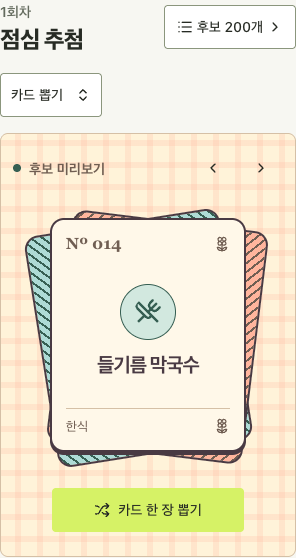 1회차
점심 추첨
후보 200개
카드 뽑기
후보 미리보기
Nº 014
들기름 막국수
한식
카드 한 장 뽑기